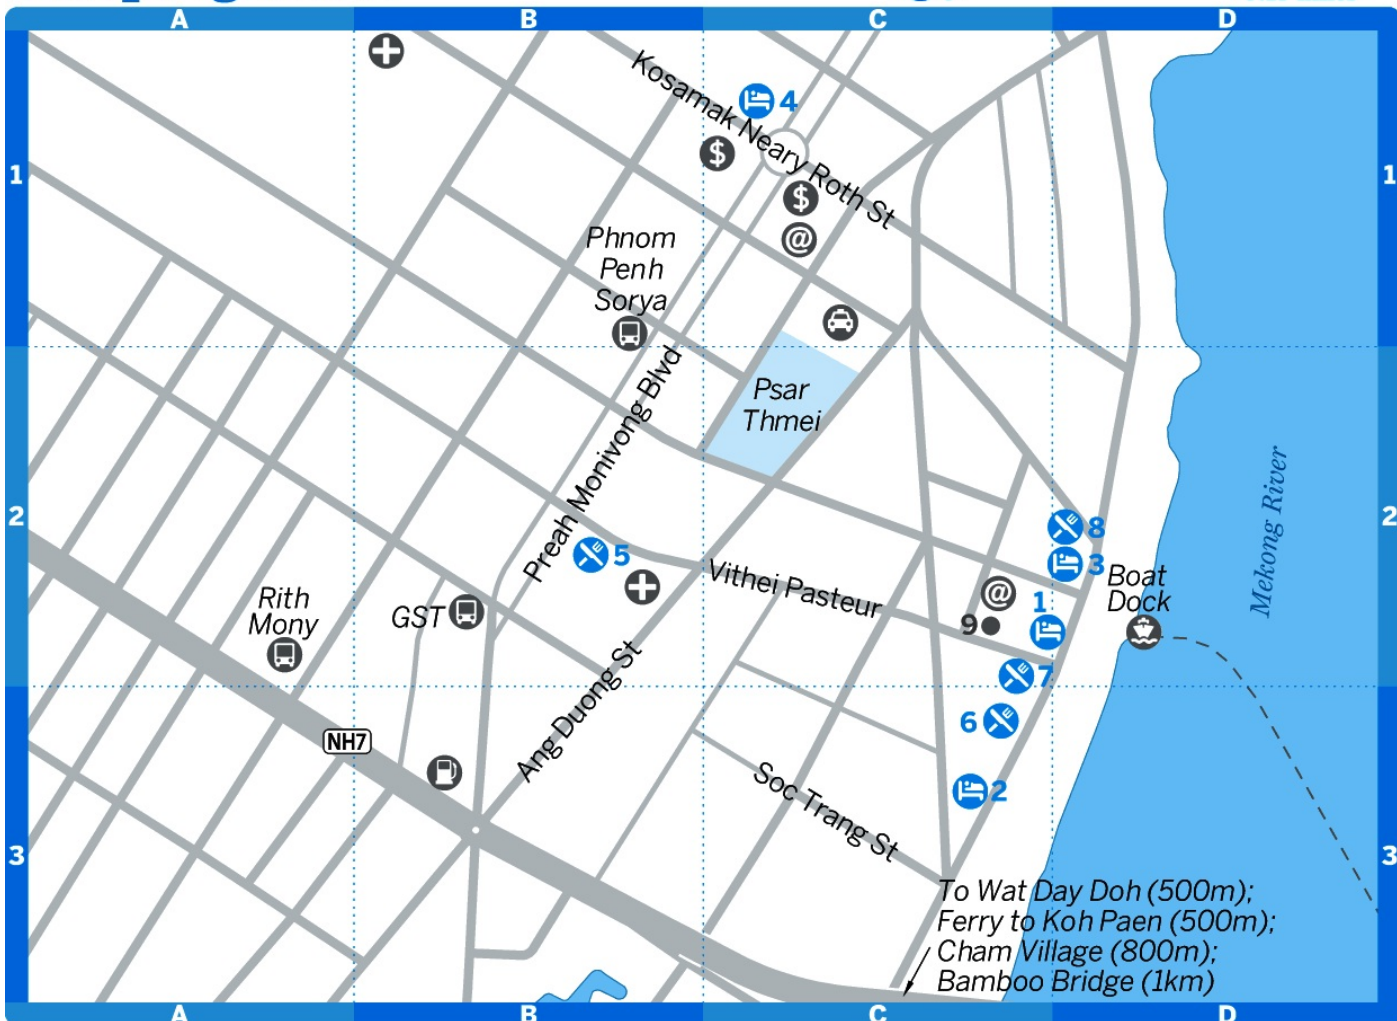 A
B
C
D
1
1
Kosamak Neary Roth St
4
$
$
@
Phnom
Penh
Sorya
Psar
Thmei
Preah Monivong Blvd
2
2
Mekong River
8
3
5
Vithei Pasteur
@
Boat
Dock
1
Rith
Mony
GST
9
7
6
Ang Duong St
NH7
Soc Trang St
2
3
3
To Wat Day Doh (500m);
Ferry to Koh Paen (500m);
Cham Village (800m);
Bamboo Bridge (1km)
A
B
C
D